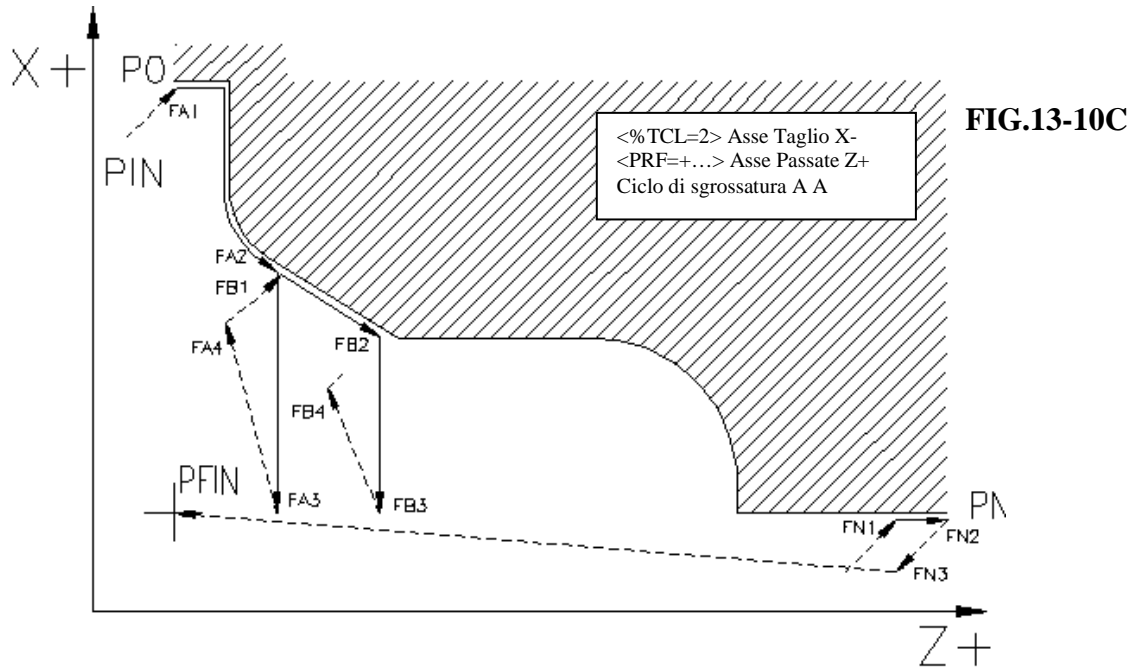 X+
P0
FA1
PIN
<%TCL=2> Asse Taglio X-
<PRF=+…> Asse Passate Z+
Ciclo di sgrossatura A A
FIG.13-10C
FA2
FB1
FA4
FB2
FB4
PFIN
FA3
FB3
FN1
PN
FN2
FN3
Z+